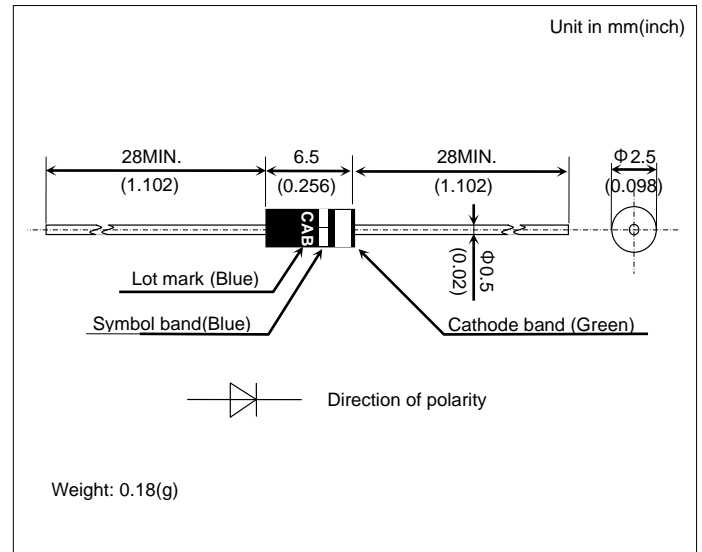 Unit in mm(inch)
28MIN.
(1.102)
6.5
(0.256)
28MIN.
(1.102)
Φ2.5
(0.098)
CAB
Φ0.5
(0.02)
Lot mark (Blue)
Symbol band(Blue)
Cathode band (Green)
Direction of polarity
Weight: 0.18(g)